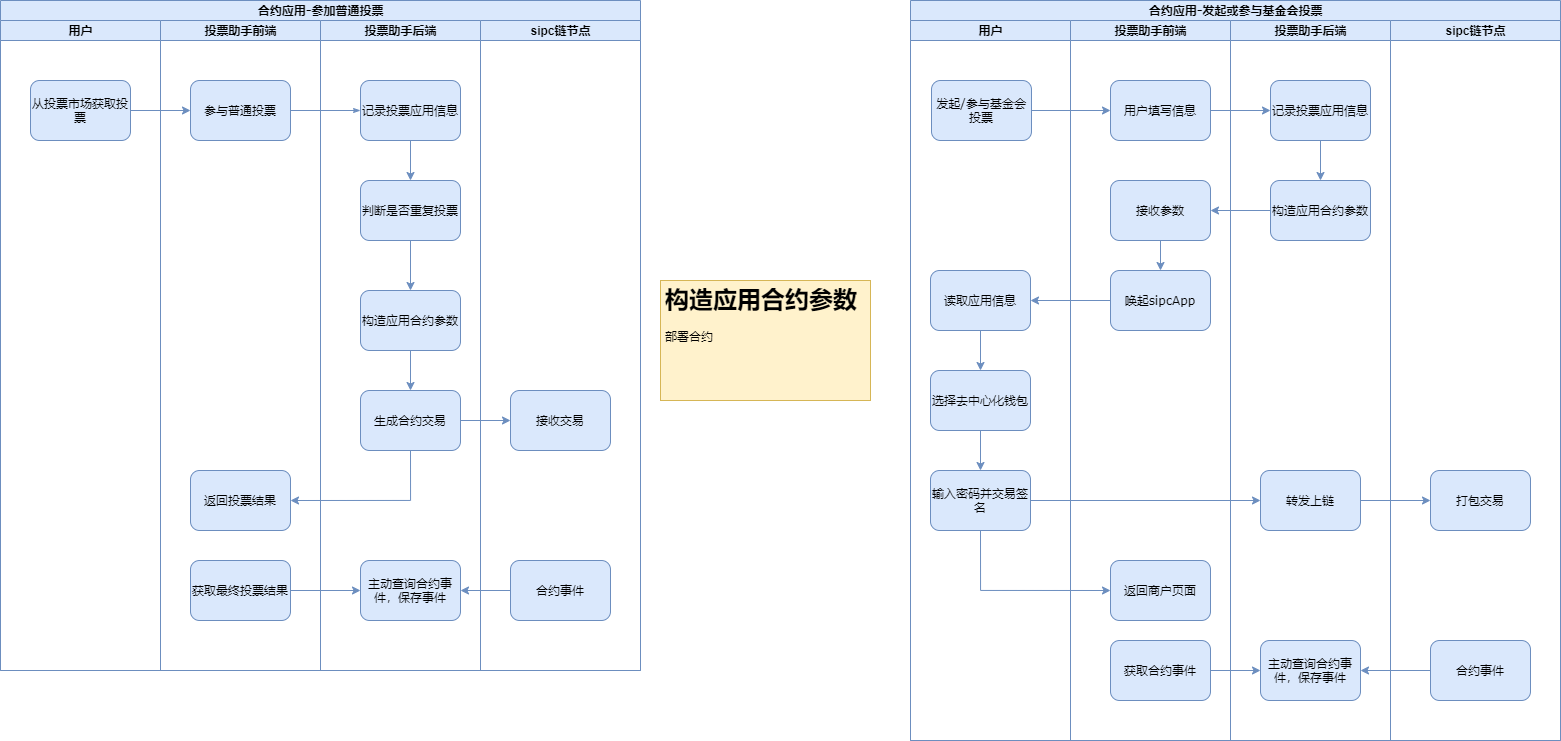 合约应用-参加普通投票
用户
投票助手前端
投票助手后端
sipc链节点
从投票市场获取投
票
参与普通投票
记录投票应用信息
判断是否重复投票
构造应用合约参数
生成合约交易
接收交易
返回投票结果
获取最终投票结果
主动查询合约事
件，保存事件
合约事件
构造应用合约参数
部署合约
合约应用-发起或参与基金会投票
用户
投票助手前端
投票助手后端
sipc链节点
发起/参与基金会
投票
用户填写信息
记录投票应用信息
接收参数
构造应用合约参数
读取应用信息
唤起sipcApp
选择去中心化钱包
输入密码并交易签
名
转发上链
打包交易
返回商户页面
获取合约事件
主动查询合约事
件，保存事件
合约事件